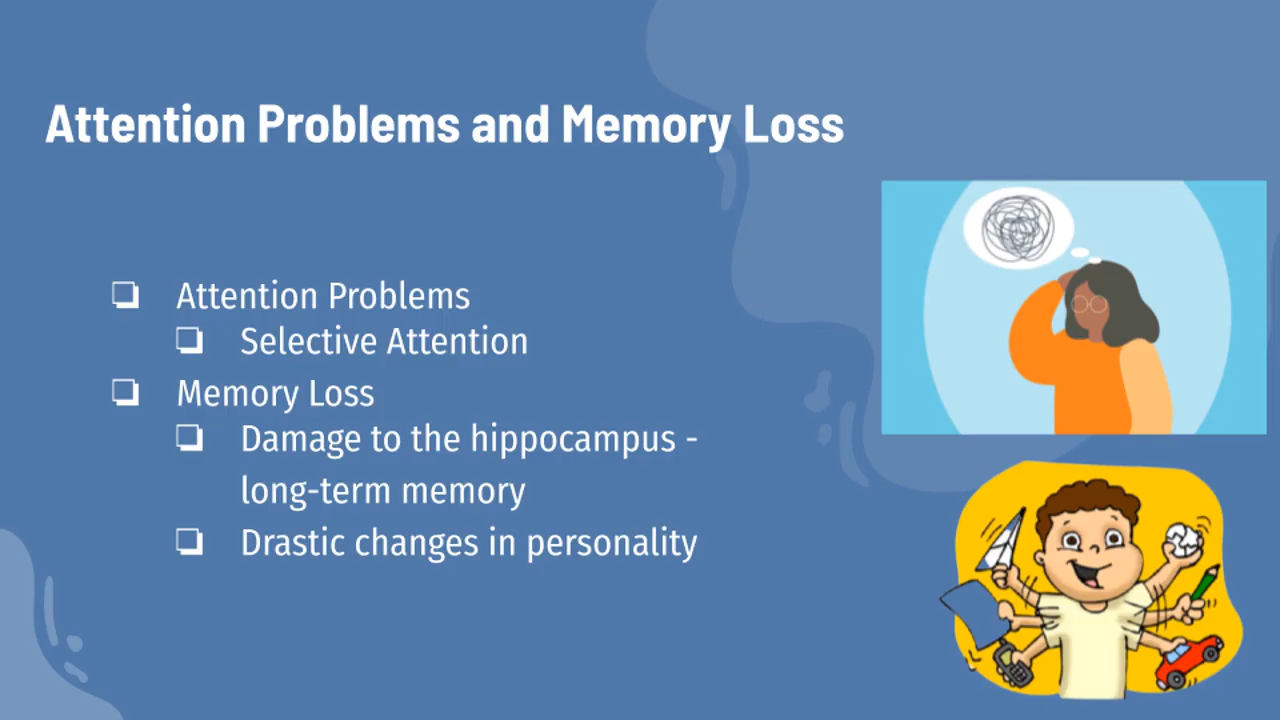 Attention Problems and Memory Loss
❏ Attention Problems
❏ Selective Attention
❏ Memory Loss
❏ Damage to the hippocampus -
long-term memory
❏ Drastic changes in personality